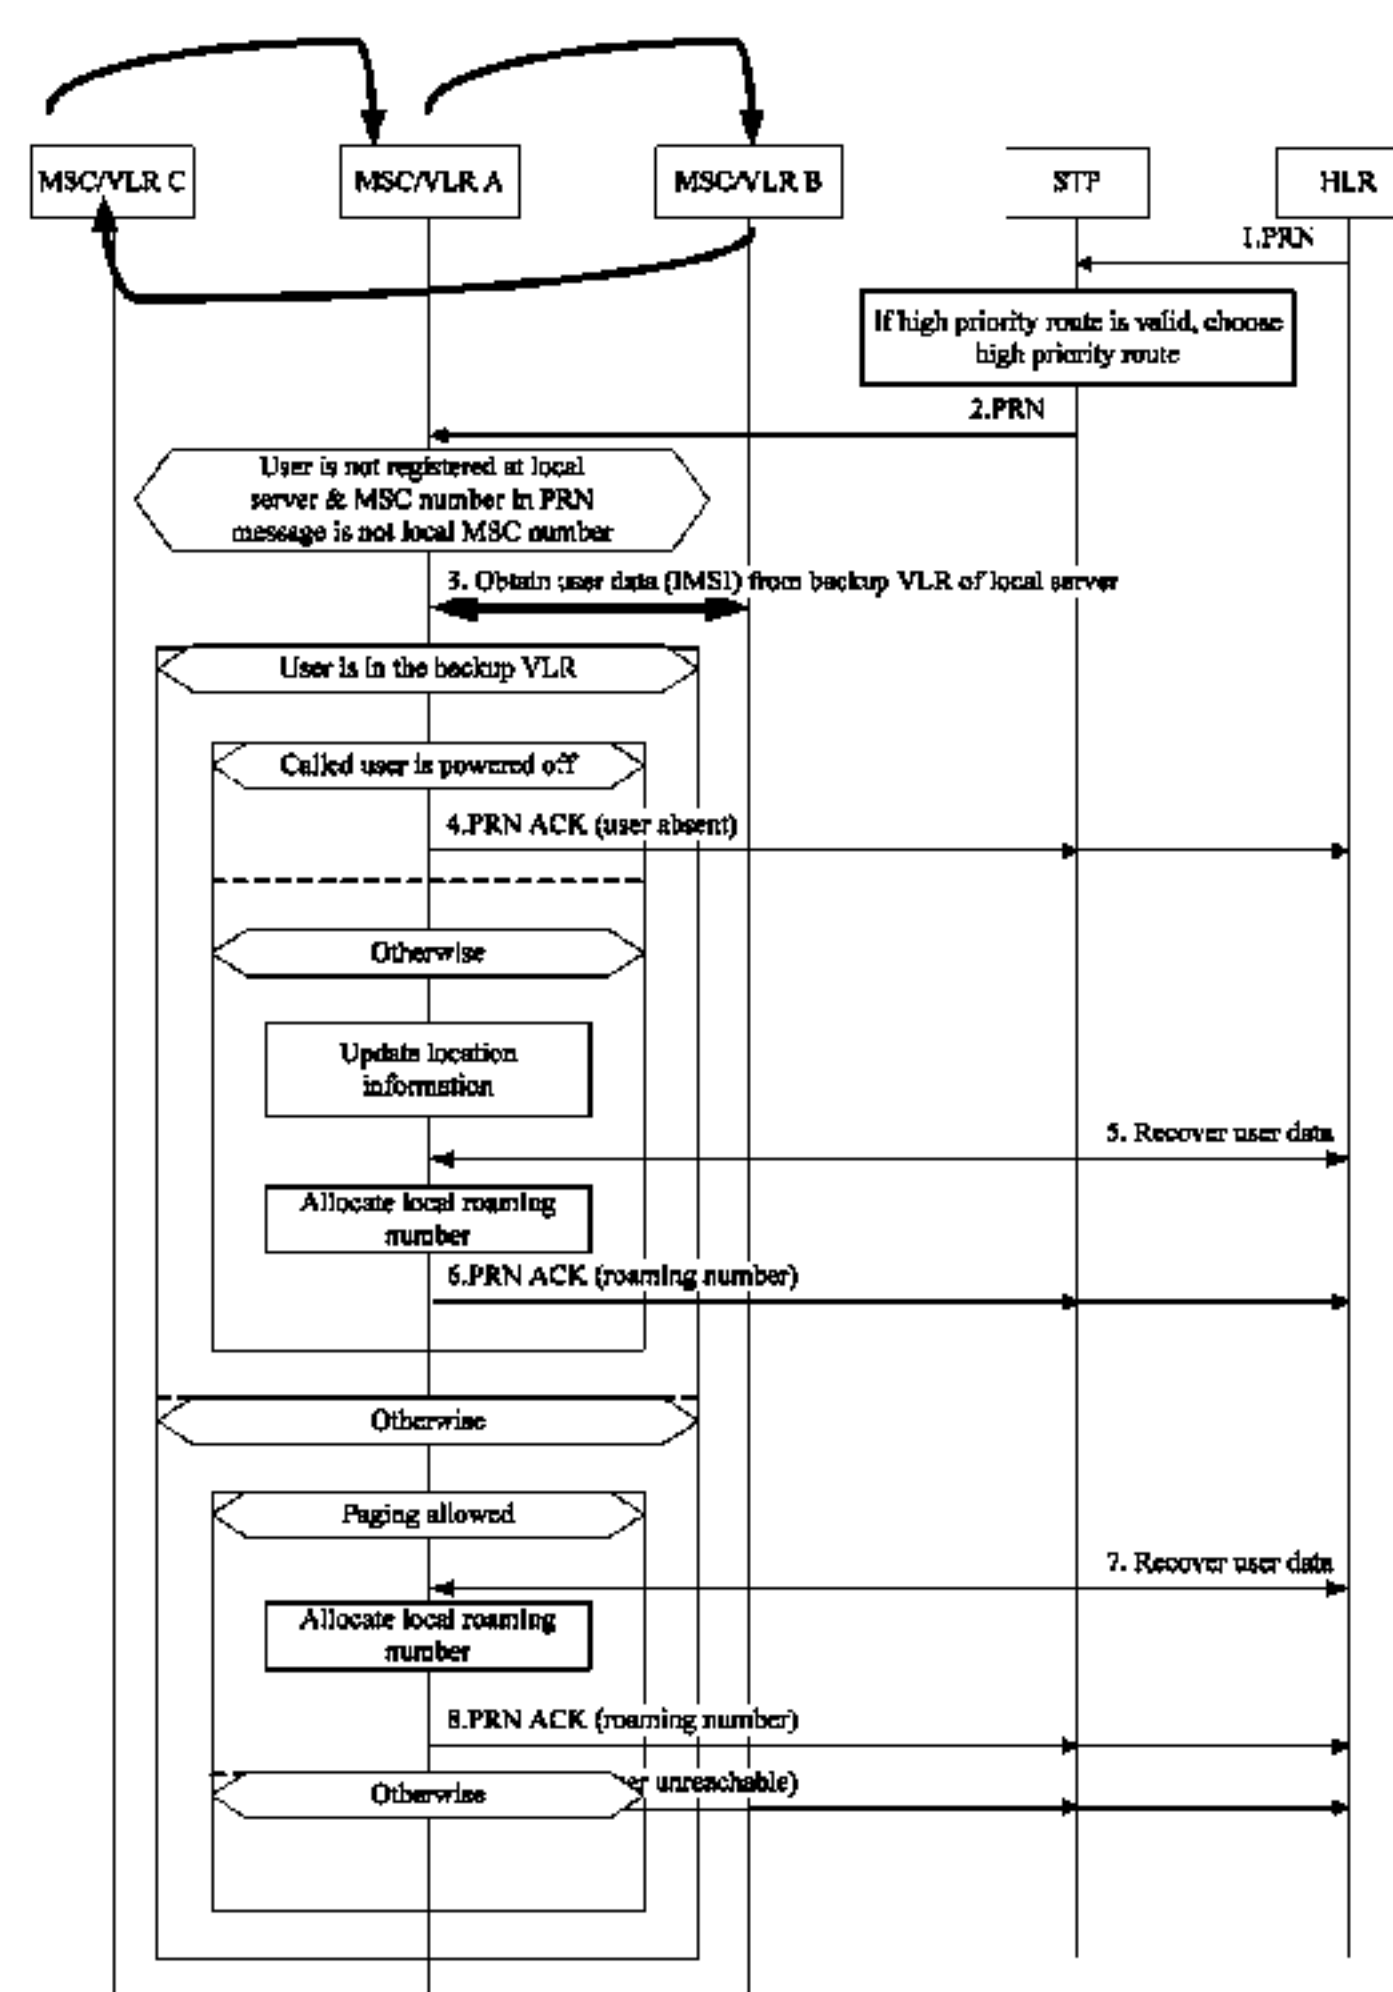 MSC/VLR C
MSC/VLR A
MSC/VLR B
STP
HLR
1.PRN
If high priority route is valid, choose
high priority route
2.PRN
User is not registered at local
server & MSC number in PRN
message is not local MSC number
3. Obtain user data (IMSI) from backup VLR of local server
User is in the backup VLR
Called user is powered off
4.PRN ACK (user absent)
Otherwise
Update location
information
5. Recover user data
Allocate local roaming
number
6.PRN ACK (roaming number)
Otherwise
Paging allowed
7. Recover user data
Allocate local roaming
number
8.PRN ACK (roaming number)
unreachable)
Otherwise